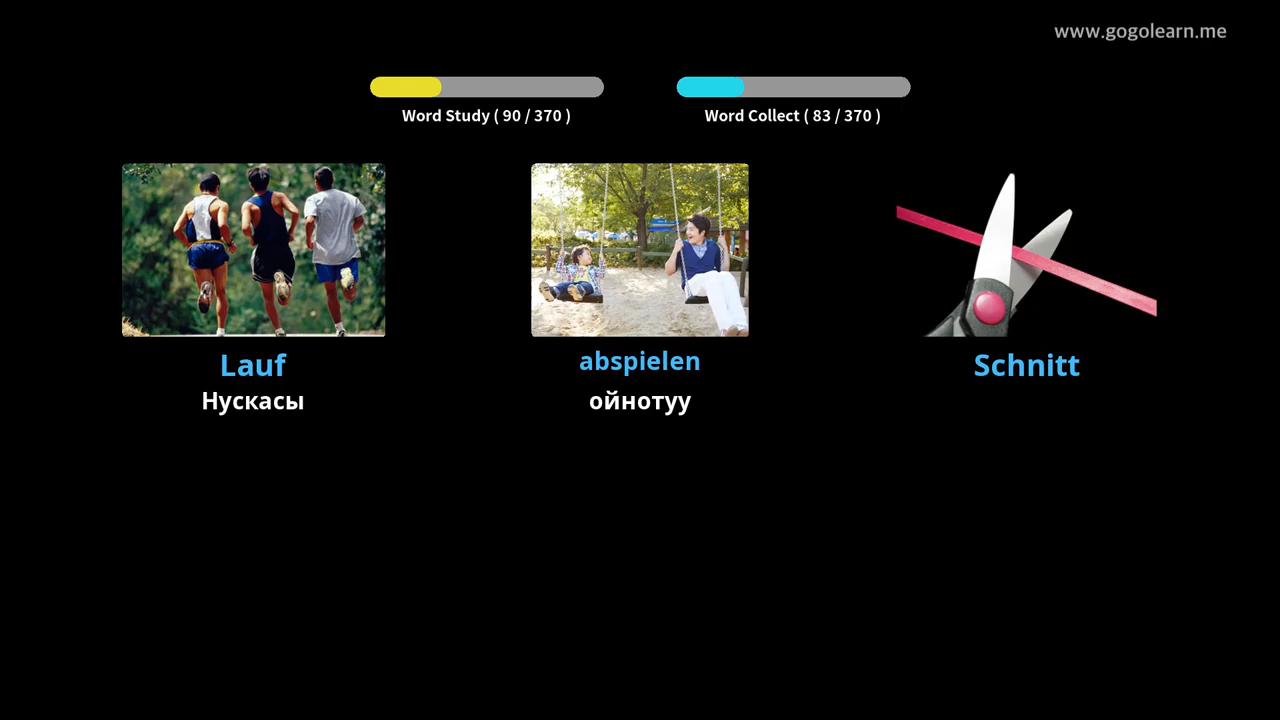 www.gogolearn.me
Word Study ( 90 / 370 )
Word Collect ( 83 / 370 )
Lauf
Нускасы
abspielen
ойнотуу
Schnitt